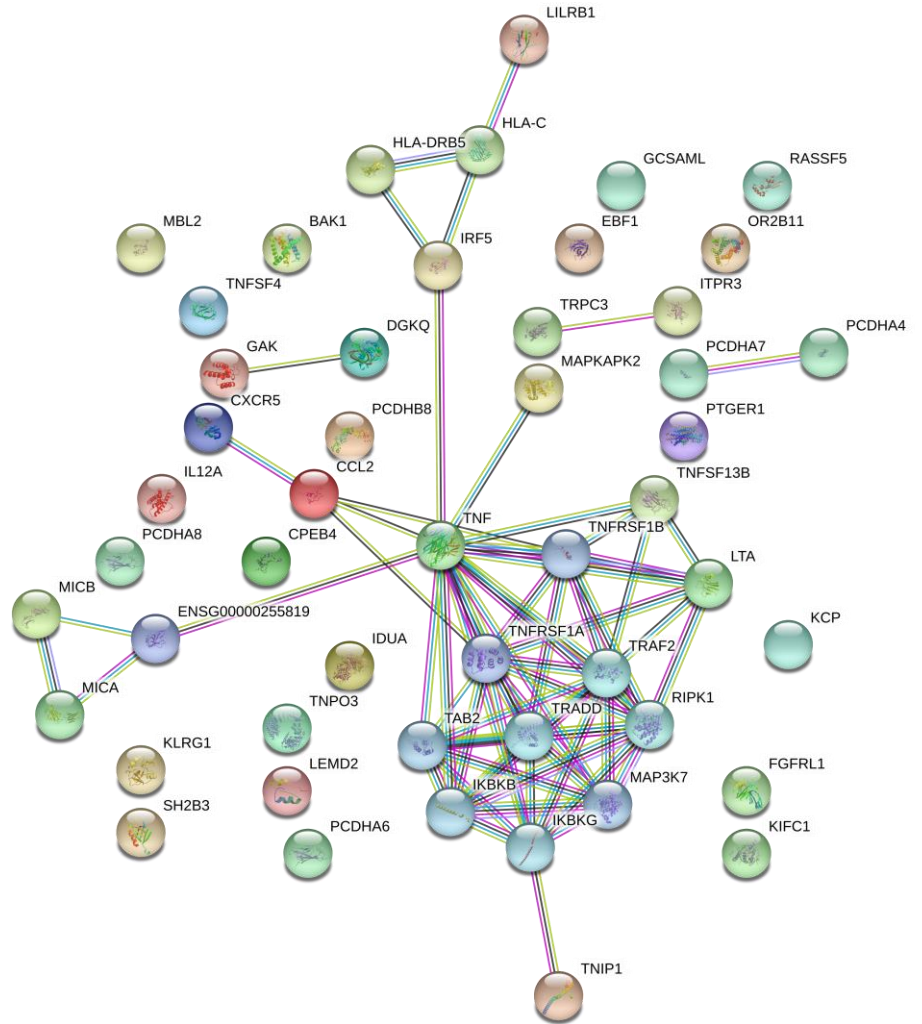 LILRB1
HLA-C
HLA-DRB5
GCSAML
RASSF5
MBL2
BAK1
EBF1
OR2B11
IRF5
TNFSF4
ITPR3
TRPC3
DGKQ
PCDHA4
GAK
PCDHA7
MAPKAPK2
CXCR5
PCDHB8
PTGER1
IL12A
CCL2
TNFSF13B
TNF
TNFRSF1B
PCDHA8
CPEB4
LTA
MICB
ENSG00000255819
KCP
IDUA
TNFRSF1A
TRAF2
MICA
TNPO3
TAB2
TRADD
RIPK1
KLRG1
LEMD2
IKBKB
MAP3K7
FGFRL1
SH2B3
PCDHA6
IKBKG
KIFC1
TNIP1